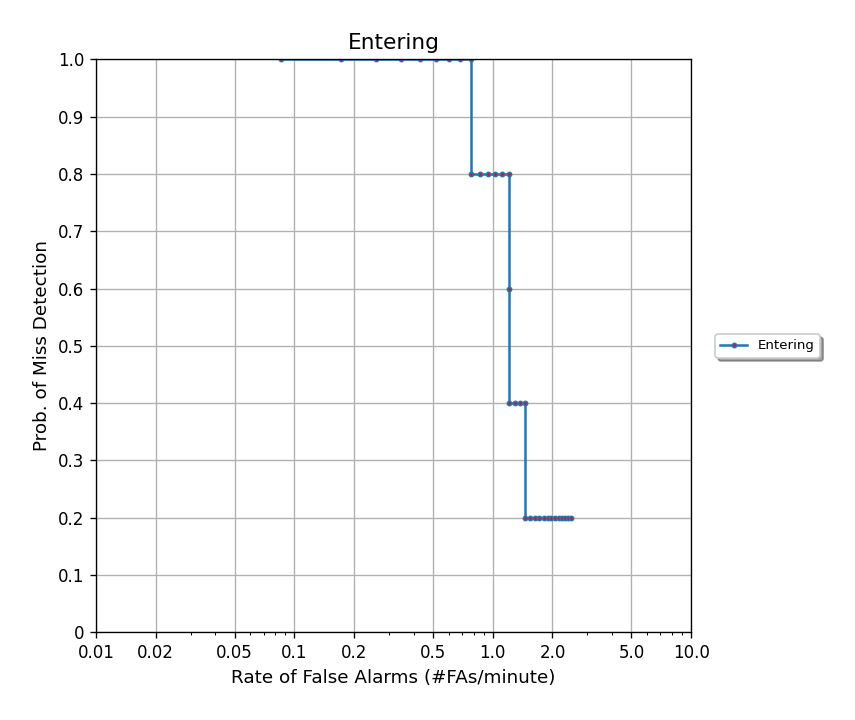 Entering
1.0
0.9
0.8
0.7
0.6
0.5
0.4
0.3
0.2
0.1
0
Prob. of Miss Detection
0.01 0.02 0.05 0.1 0.2 0.5 1.0 2.0 5.0 10.0
Rate of False Alarms (#FAs/minute)
Entering